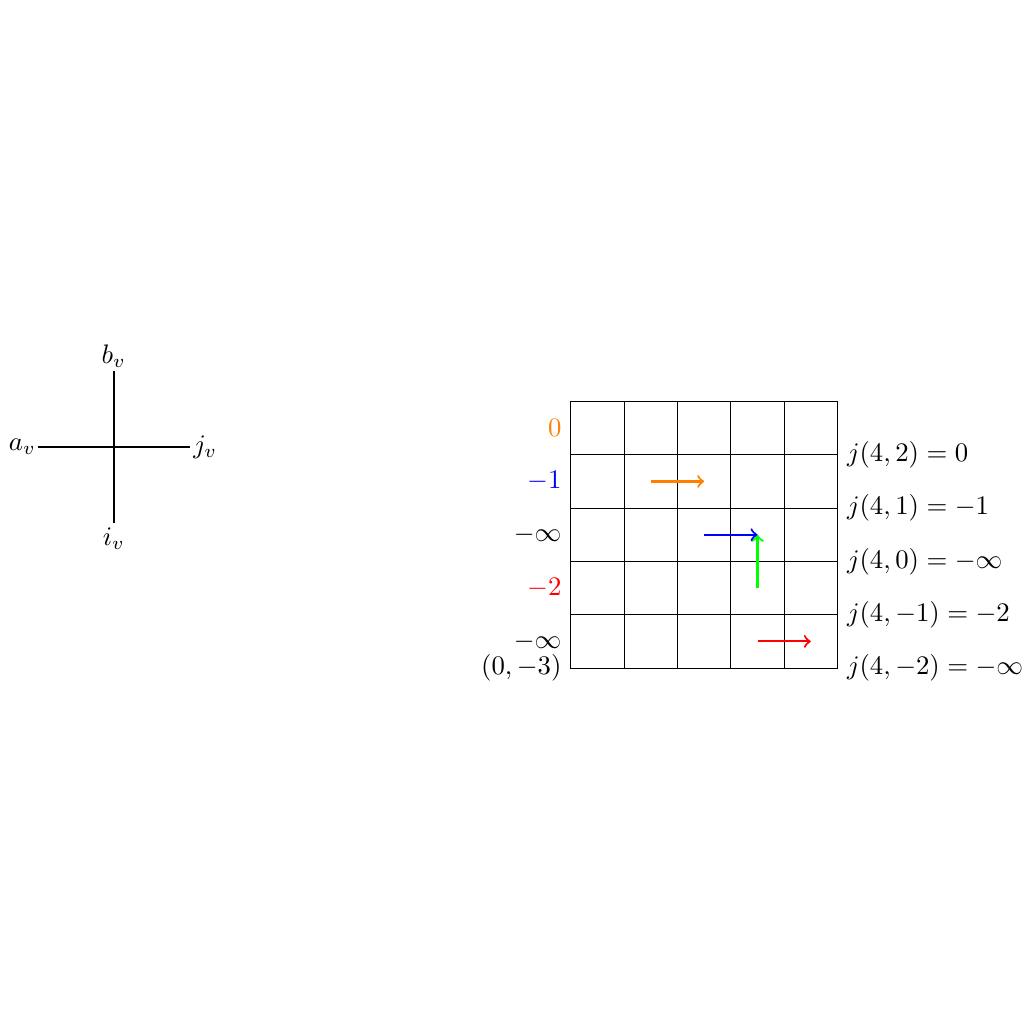 b_v
a_v
j_v
i_v
0
j(4, 2) = 0
−1
j(4, 1) = −1
−∞
j(4, 0) = −∞
−2
j(4, −1) = −2
−∞
(0, −3)
j(4, −2) = −∞